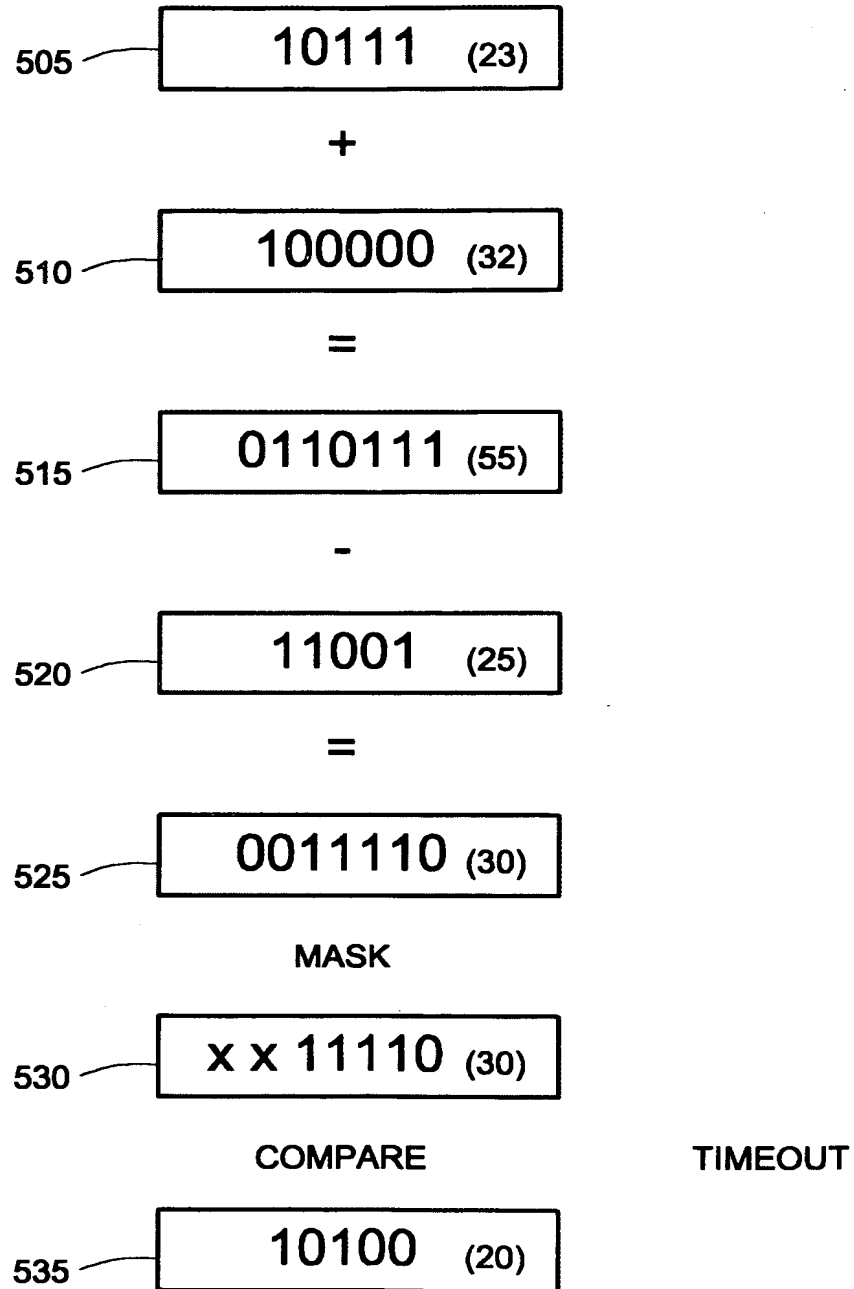 505 10111 (23)
+
510 100000 (32)
=
515 0110111 (55)
-
520 11001 (25)
=
525 0011110 (30)
MASK
530 x x 11110 (30)
COMPARE TIMEOUT
535 10100 (20)